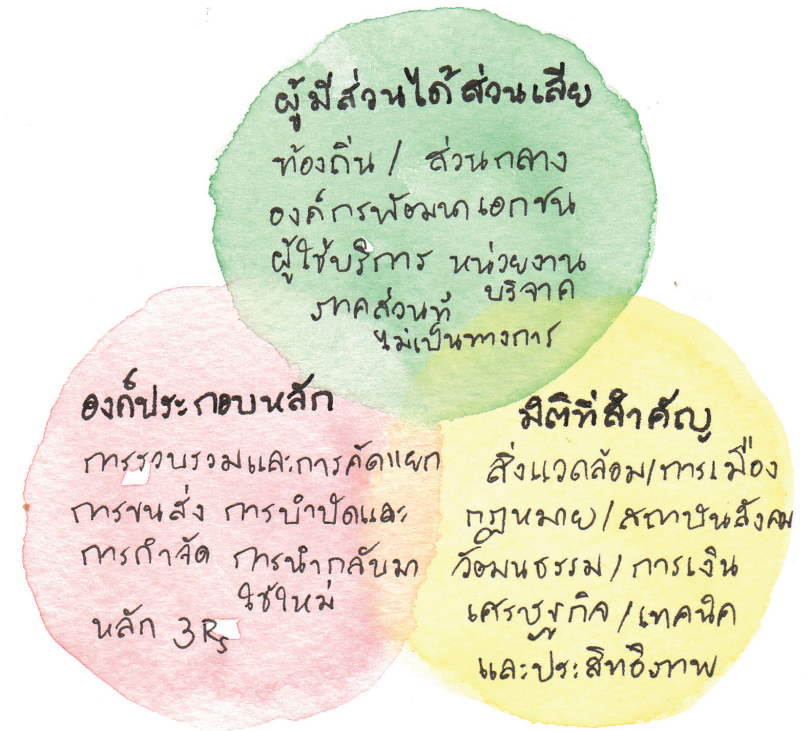 ผู้มีส่วนได้ส่วนเสีย
ท้องถิ่น / ส่วนกลาง
องค์กรพัฒนาเอกชน
ผู้ใช้บริการ หน่วยงาน
บริจาค
ภาคส่วนที่
ไม่เป็นทางการ
องค์ประกอบหลัก
การรวบรวมและการคัดแยก
การขนส่ง การบำบัดและ
การกำจัด การนำกลับมา
ใช้ใหม่
หลัก 3Rs
มิติที่สำคัญ
สิ่งแวดล้อม/การเมือง
กฎหมาย/สถาบันสังคม
วัฒนธรรม/การเงิน
เศรษฐกิจ/เทคนิค
และประสิทธิภาพ